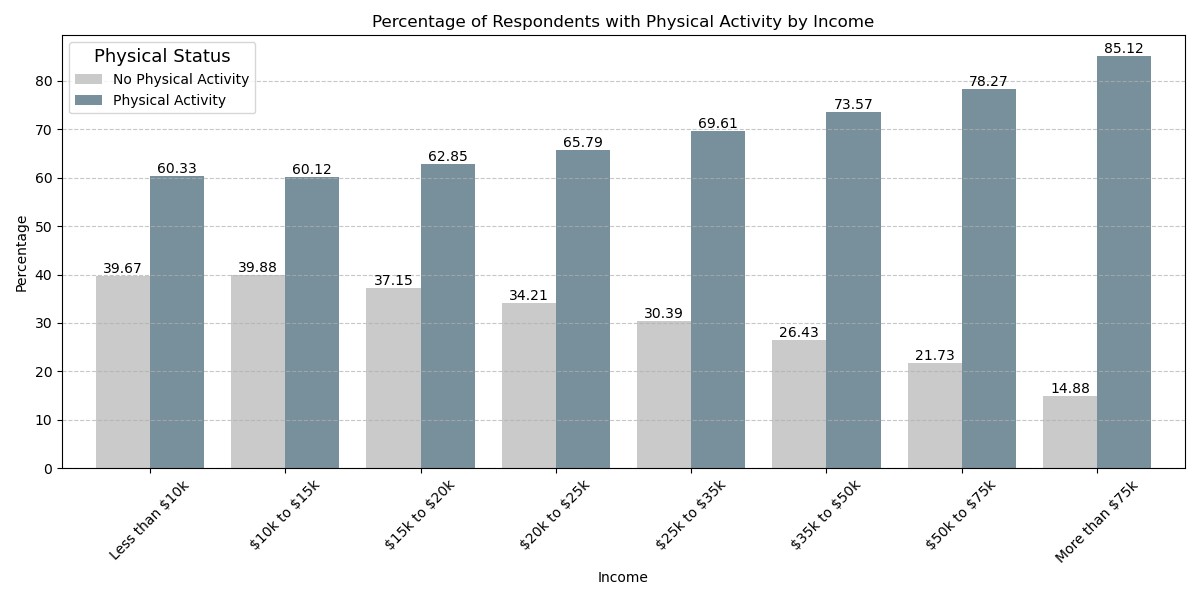 Percentage of Respondents with Physical Activity by Income
Physical Status
No Physical Activity
Physical Activity
Percentage
80
70
60
50
40
30
20
10
0
39.67
60.33
39.88
60.12
37.15
62.85
34.21
65.79
30.39
69.61
26.43
73.57
21.73
78.27
14.88
85.12
Less than $10k
$10k to $15k
$15k to $20k
$20k to $25k
$25k to $35k
$35k to $50k
$50k to $75k
More than $75k
Income